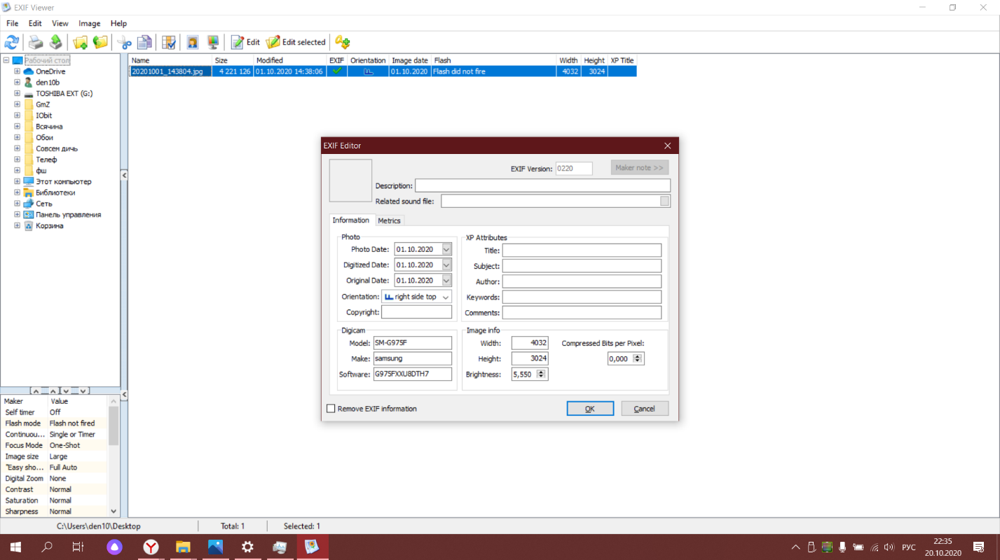 EXIF Viewer
File Edit View Image Help
Edit Edit selected
Рабочий стол
OneDrive
den10b
TOSHIBA EXT (G:)
GmZ
IObit
Всячина
Обои
Совсем дичь
Телеф
фш
Этот компьютер
Библиотеки
Сеть
Панель управления
Корзина
Name Size Modified EXIF Orientation Image date Flash Width Height XP Title
20201001_143804.jpg 4 221 126 01.10.2020 14:38:06 01.10.2020 Flash did not fire 4032 3024
EXIF Editor
EXIF Version: 0220 Maker note >>
Description:
Related sound file:
Information Metrics
Photo
Photo Date: 01.10.2020
Digitized Date: 01.10.2020
Original Date: 01.10.2020
Orientation: right side top
Copyright:
XP Attributes
Title:
Subject:
Author:
Keywords:
Comments:
Digicam
Model: SM-G975F
Make: samsung
Software: G975FXXU8DTH7
Image info
Width: 4032 Compressed Bits per Pixel:
Height: 3024 0,000
Brightness: 5,550
Remove EXIF information OK Cancel
Maker Value
Self timer Off
Flash mode Flash not fired
Continuou... Single or Timer
Focus Mode One-Shot
Image size Large
"Easy sho... Full Auto
Digital Zoom None
Contrast Normal
Saturation Normal
Sharpness Normal
C:\Users\den10\Desktop Total: 1 Selected: 1
РУС 22:35
20.10.2020